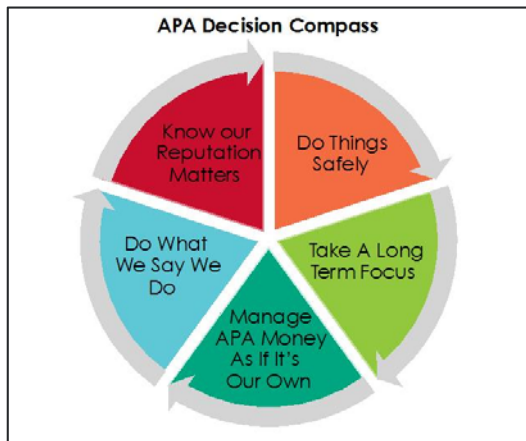 APA Decision Compass
Know our
Reputation
Matters
Do Things
Safely
Do What
We Say We
Do
Take A Long
Term Focus
Manage
APA Money
As If It's
Our Own